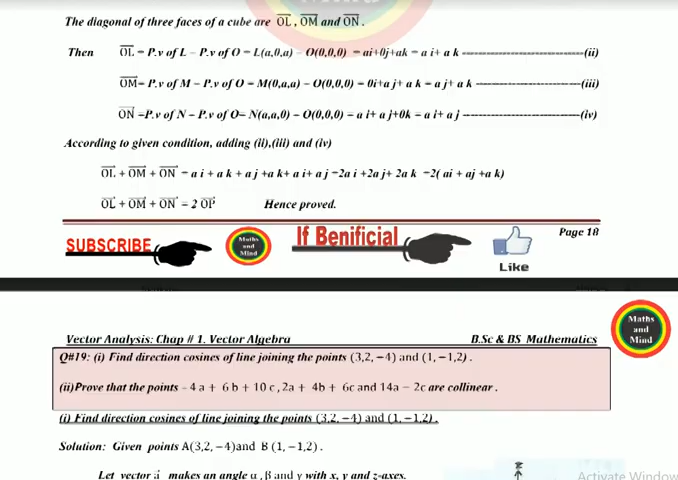 The diagonal of three faces of a cube are OL⃗ , OM⃗ and ON⃗ .
Then OL⃗ = P.v of L – P.v of O = L(a,0,a) – O(0,0,0) = ai+0j+ak = a i+ a k ------------------(ii)
OM⃗= P.v of M – P.v of O = M(0,a,a) – O(0,0,0) = 0i+a j+ a k = a j+ a k ------------------(iii)
ON⃗ =P.v of N – P.v of O= N(a,a,0) – O(0,0,0) = a i+ a j+0k = a i+ a j ------------------(iv)
According to given condition, adding (ii),(iii) and (iv)
OL⃗ + OM⃗ + ON⃗ = a i + a k + a j +a k+ a i+ a j =2a i +2a j+ 2a k =2( ai + aj +a k)
OL⃗ + OM⃗ + ON⃗ = 2 OP⃗ Hence proved.
SUBSCRIBE Maths and Mind If Benificial Like Page 18
Maths
and
Mind
Vector Analysis: Chap # 1. Vector Algebra B.Sc & BS Mathematics
Q#19: (i) Find direction cosines of line joining the points (3,2, −4) and (1, −1,2) .
(ii)Prove that the points – 4 a + 6 b + 10 c , 2a + 4b + 6c and 14a − 2c are collinear .
(i) Find direction cosines of line joining the points (3,2, −4) and (1, −1,2) .
Solution: Given points A(3,2, −4)and B (1, −1,2) .
z
Let vector a⃗ makes an angle α , β and γ with x, y and z-axes.
Activate Window